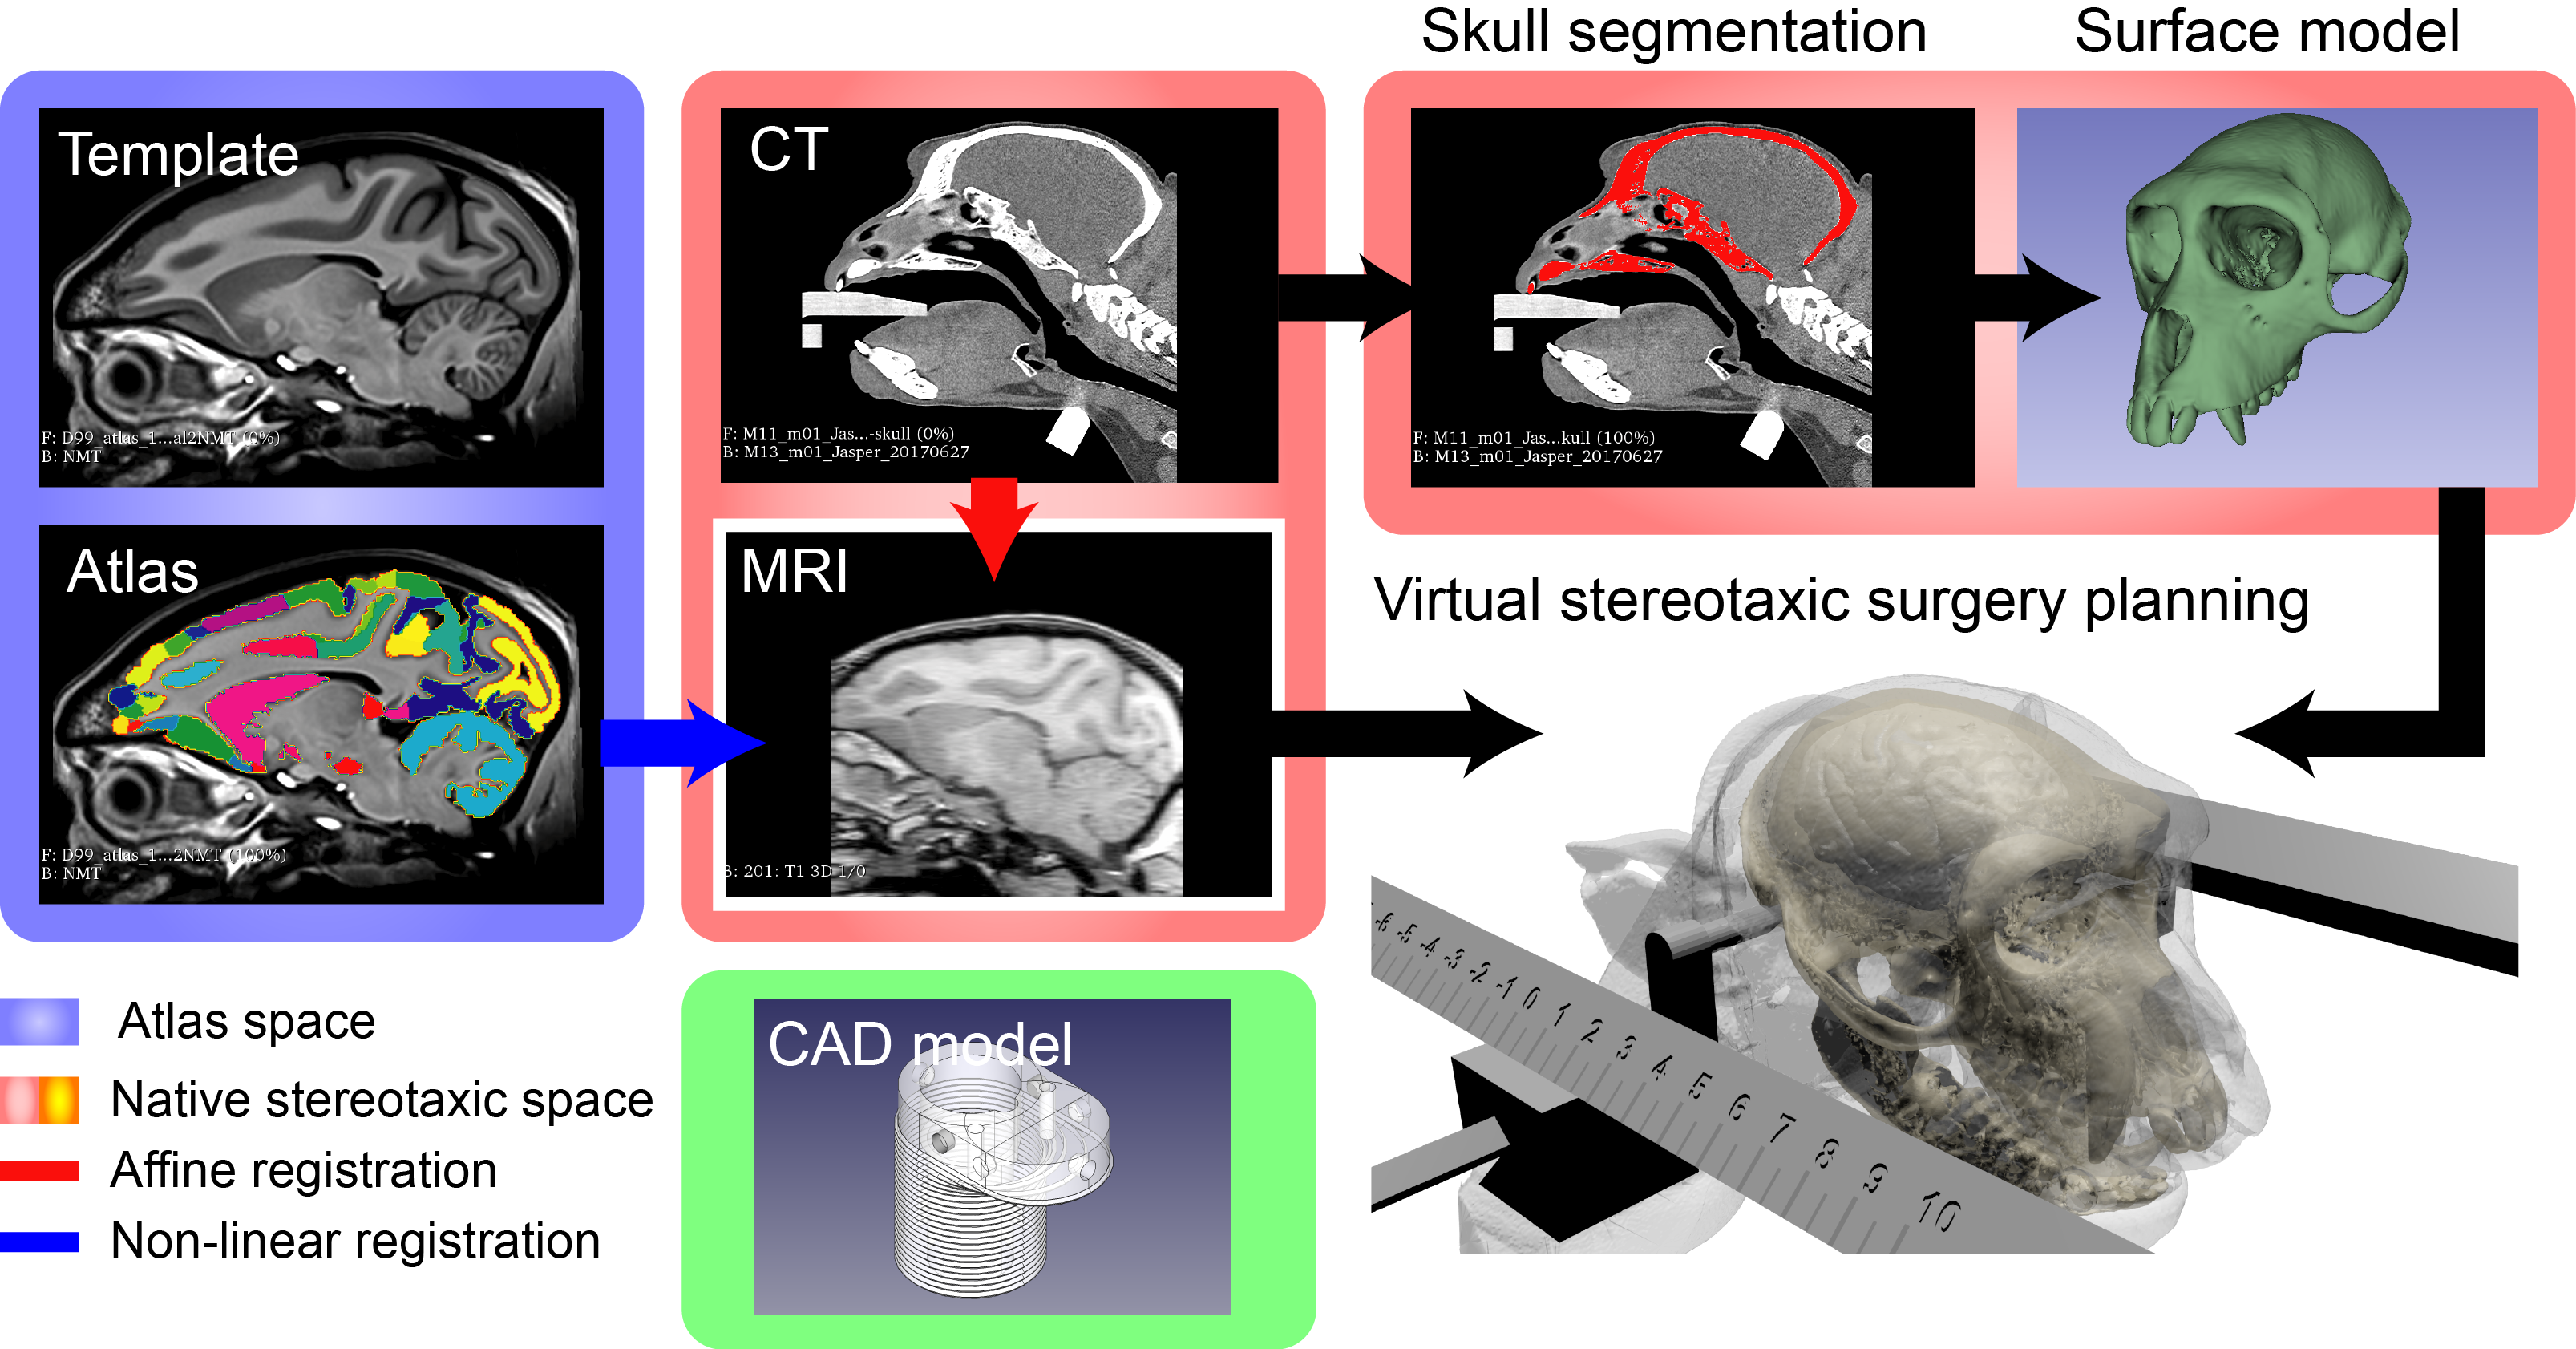 Skull segmentation
Surface model
Template
F: D99_atlas_1...al2NMT (0%)
B: NMT
CT
F: M11_m01_Jas...-skull (0%)
B: M13_m01_Jasper_20170627
F: M11_m01_Jas...kull (100%)
B: M13_m01_Jasper_20170627
Atlas
F: D99_atlas_1...2NMT (100%)
B: NMT
MRI
B: 201: T1 3D 1/0
Virtual stereotaxic surgery planning
-6 -5 -4 -3 -2 -1 0 1 2 3 4 5 6 7 8 9 10
CAD model
Atlas space
Native stereotaxic space
Affine registration
Non-linear registration